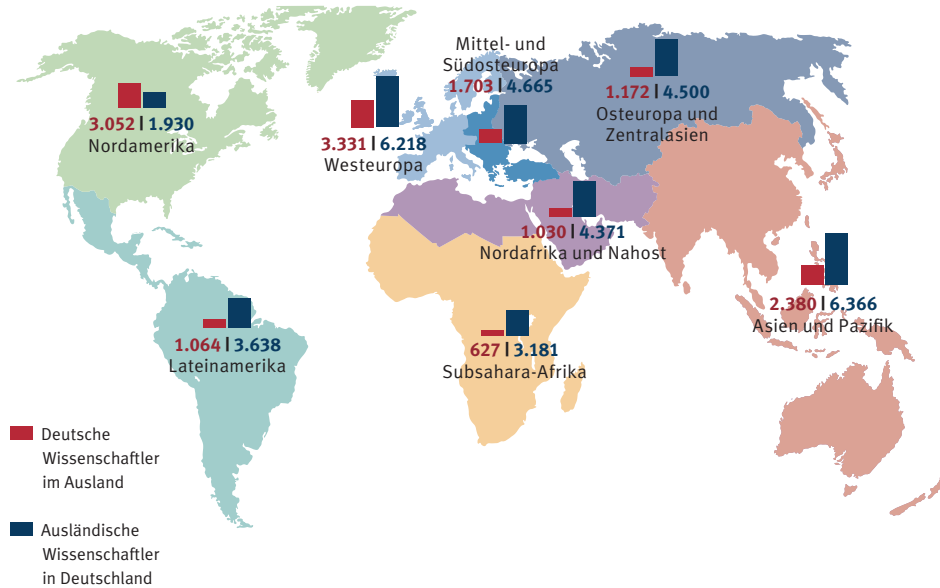 3.052 | 1.930
Nordamerika
3.331 | 6.218
Westeuropa
Mittel- und
Südosteuropa
1.703 | 4.665
1.172 | 4.500
Osteuropa und
Zentralasien
1.030 | 4.371
Nordafrika und Nahost
2.380 | 6.366
Asien und Pazifik
1.064 | 3.638
Lateinamerika
627 | 3.181
Subsahara-Afrika
Deutsche
Wissenschaftler
im Ausland
Ausländische
Wissenschaftler
in Deutschland